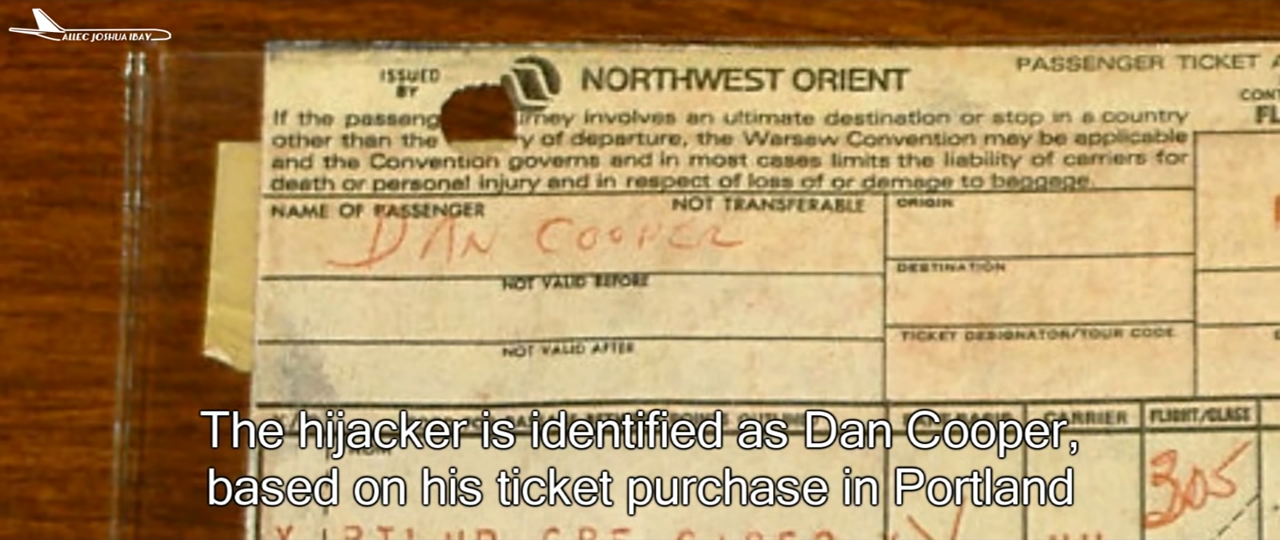 ALLEC JOSHUA IBAY
PASSENGER TICKET
ISSUED BY
NORTHWEST ORIENT
If the passeng rney involves an ultimate destination or stop in a country
other than the y of departure, the Warsaw Convention may be applicable
and the Convention governs and in most cases limits the liability of carriers for
death or personal injury and in respect of loss of or damage to baggage.
NAME OF PASSENGER NOT TRANSFERABLE ORIGIN
DAN COOPER
NOT VALID BEFORE
DESTINATION
TICKET DESIGNATOR/TOUR CODE
NOT VALID AFTER
CARRIER FLIGHT/CLASS
305
The hijacker is identified as Dan Cooper,
based on his ticket purchase in Portland